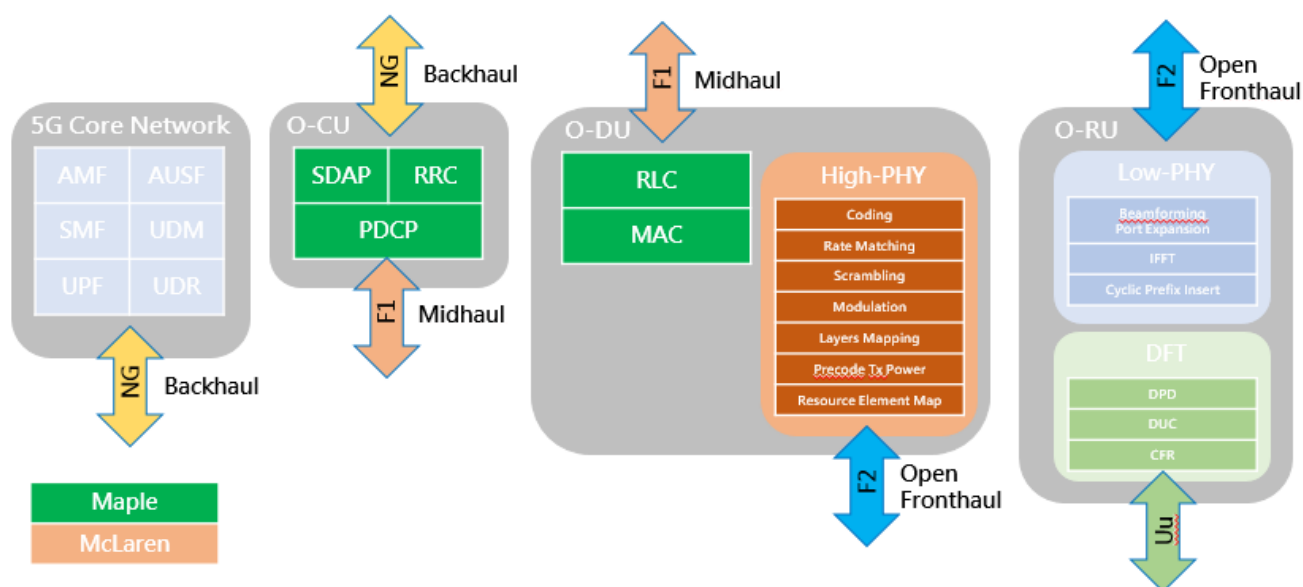 5G Core Network
AMF
AUSF
SMF
UDM
UPF
UDR
NG
Backhaul
NG
Backhaul
O-CU
SDAP
RRC
PDCP
F1
Midhaul
F1
Midhaul
O-DU
RLC
MAC
High-PHY
Coding
Rate Matching
Scrambling
Modulation
Layers Mapping
Precode Tx Power
Resource Element Map
F2
Open
Fronthaul
F2
Open
Fronthaul
O-RU
Low-PHY
Beamforming
Port Expansion
IFFT
Cyclic Prefix Insert
DFT
DPD
DUC
CFR
Uu
Maple
McLaren